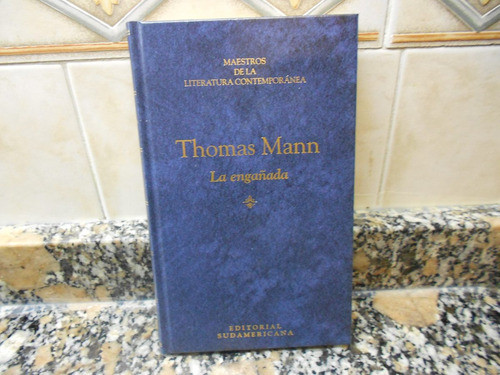 MAESTROS
DE LA
LITERATURA CONTEMPORÁNEA
Thomas Mann
La engañada
EDITORIAL
SUDAMERICANA